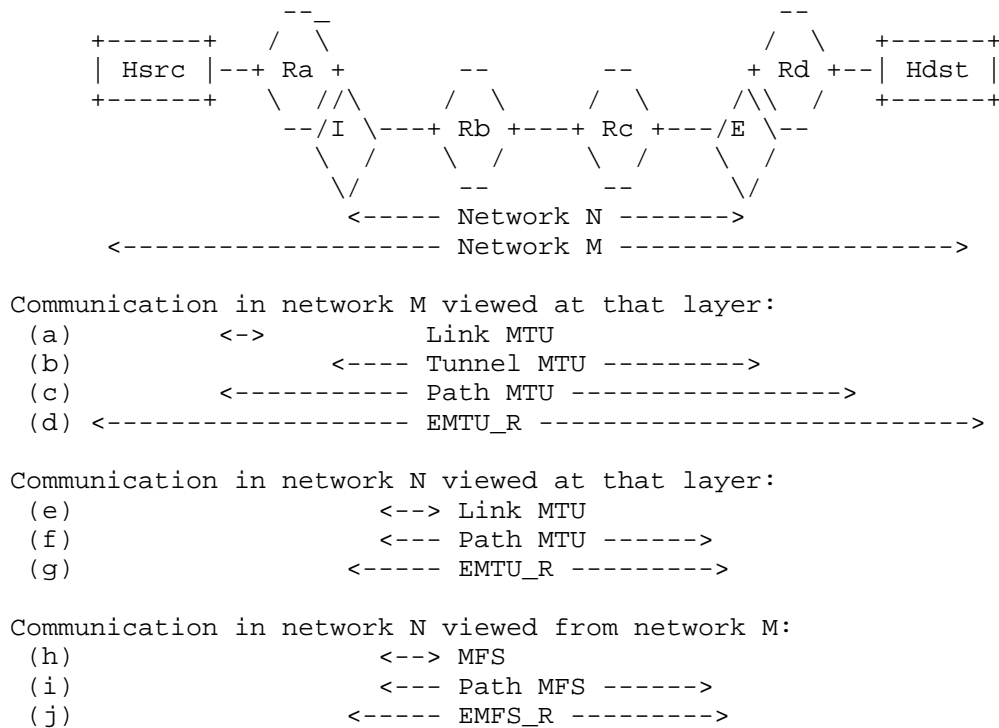 --_                                  --
   +------+  /  \                                /  \   +------+
   | Hsrc |--+ Ra +      --       --      + Rd +--| Hdst |
   +------+  \  //\     /  \     /  \    /\\  /   +------+
              --/I \---+ Rb +---+ Rc +---/E \--
                \  /    \  /     \  /    \  /
                 \/      --       --      \/
                 <----- Network N ------->
     <-------------------- Network M --------------------->
Communication in network M viewed at that layer:
 (a)          <->          Link MTU
 (b)                <---- Tunnel MTU --------->
 (c)          <----------- Path MTU ----------------->
 (d) <------------------- EMTU_R --------------------------->
Communication in network N viewed at that layer:
 (e)                   <--> Link MTU
 (f)                   <--- Path MTU ------>
 (g)                 <----- EMTU_R --------->
Communication in network N viewed from network M:
 (h)                   <--> MFS
 (i)                   <--- Path MFS ------>
 (j)                 <----- EMFS_R --------->